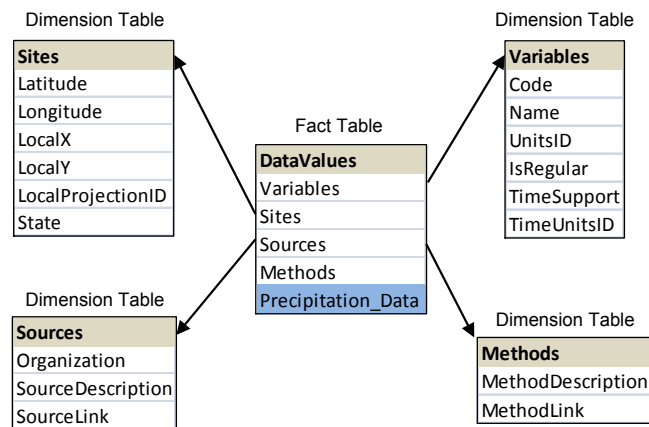 Dimension Table
Sites
Latitude
Longitude
LocalX
LocalY
LocalProjectionID
State
Dimension Table
Variables
Code
Name
UnitsID
IsRegular
TimeSupport
TimeUnitsID
Fact Table
DataValues
Variables
Sites
Sources
Methods
Precipitation_Data
Dimension Table
Sources
Organization
SourceDescription
SourceLink
Dimension Table
Methods
MethodDescription
MethodLink